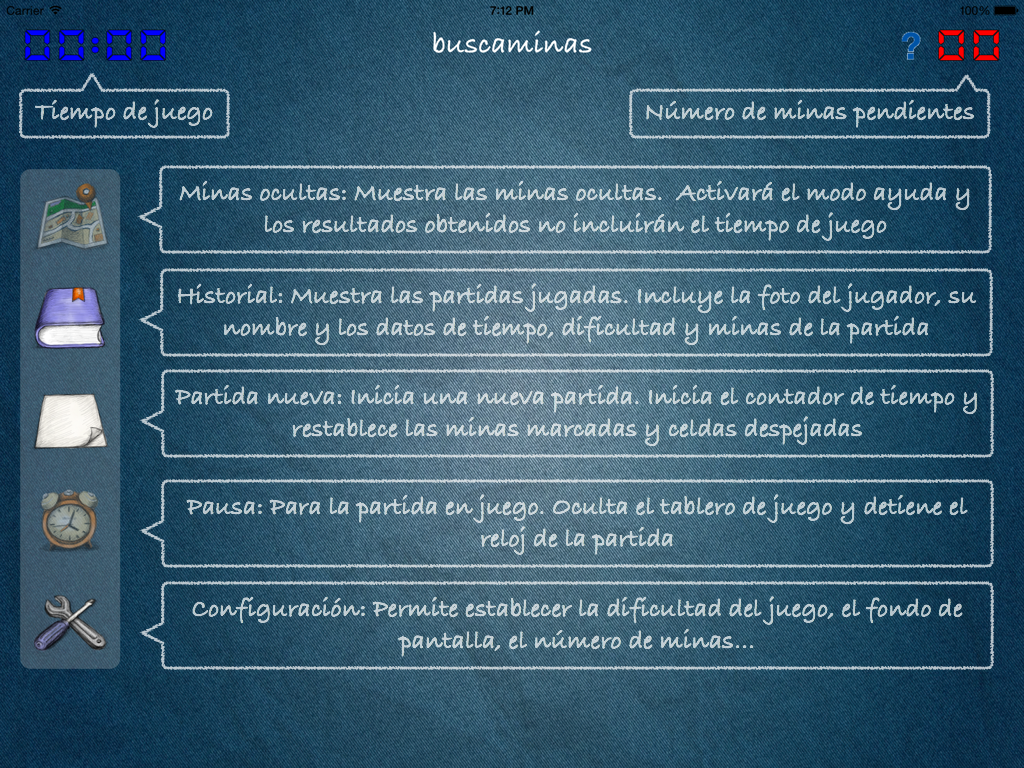 Carrier 7:12 PM 100%
00:00 buscaminas ? 00
Tiempo de juego
Número de minas pendientes
Minas ocultas: Muestra las minas ocultas.  Activará el modo ayuda y
los resultados obtenidos no incluirán el tiempo de juego
Historial: Muestra las partidas jugadas. Incluye la foto del jugador, su
nombre y los datos de tiempo, dificultad y minas de la partida
Partida nueva: Inicia una nueva partida. Inicia el contador de tiempo y
restablece las minas marcadas y celdas despejadas
Pausa: Para la partida en juego. Oculta el tablero de juego y detiene el
reloj de la partida
Configuración: Permite establecer la dificultad del juego, el fondo de
pantalla, el número de minas...